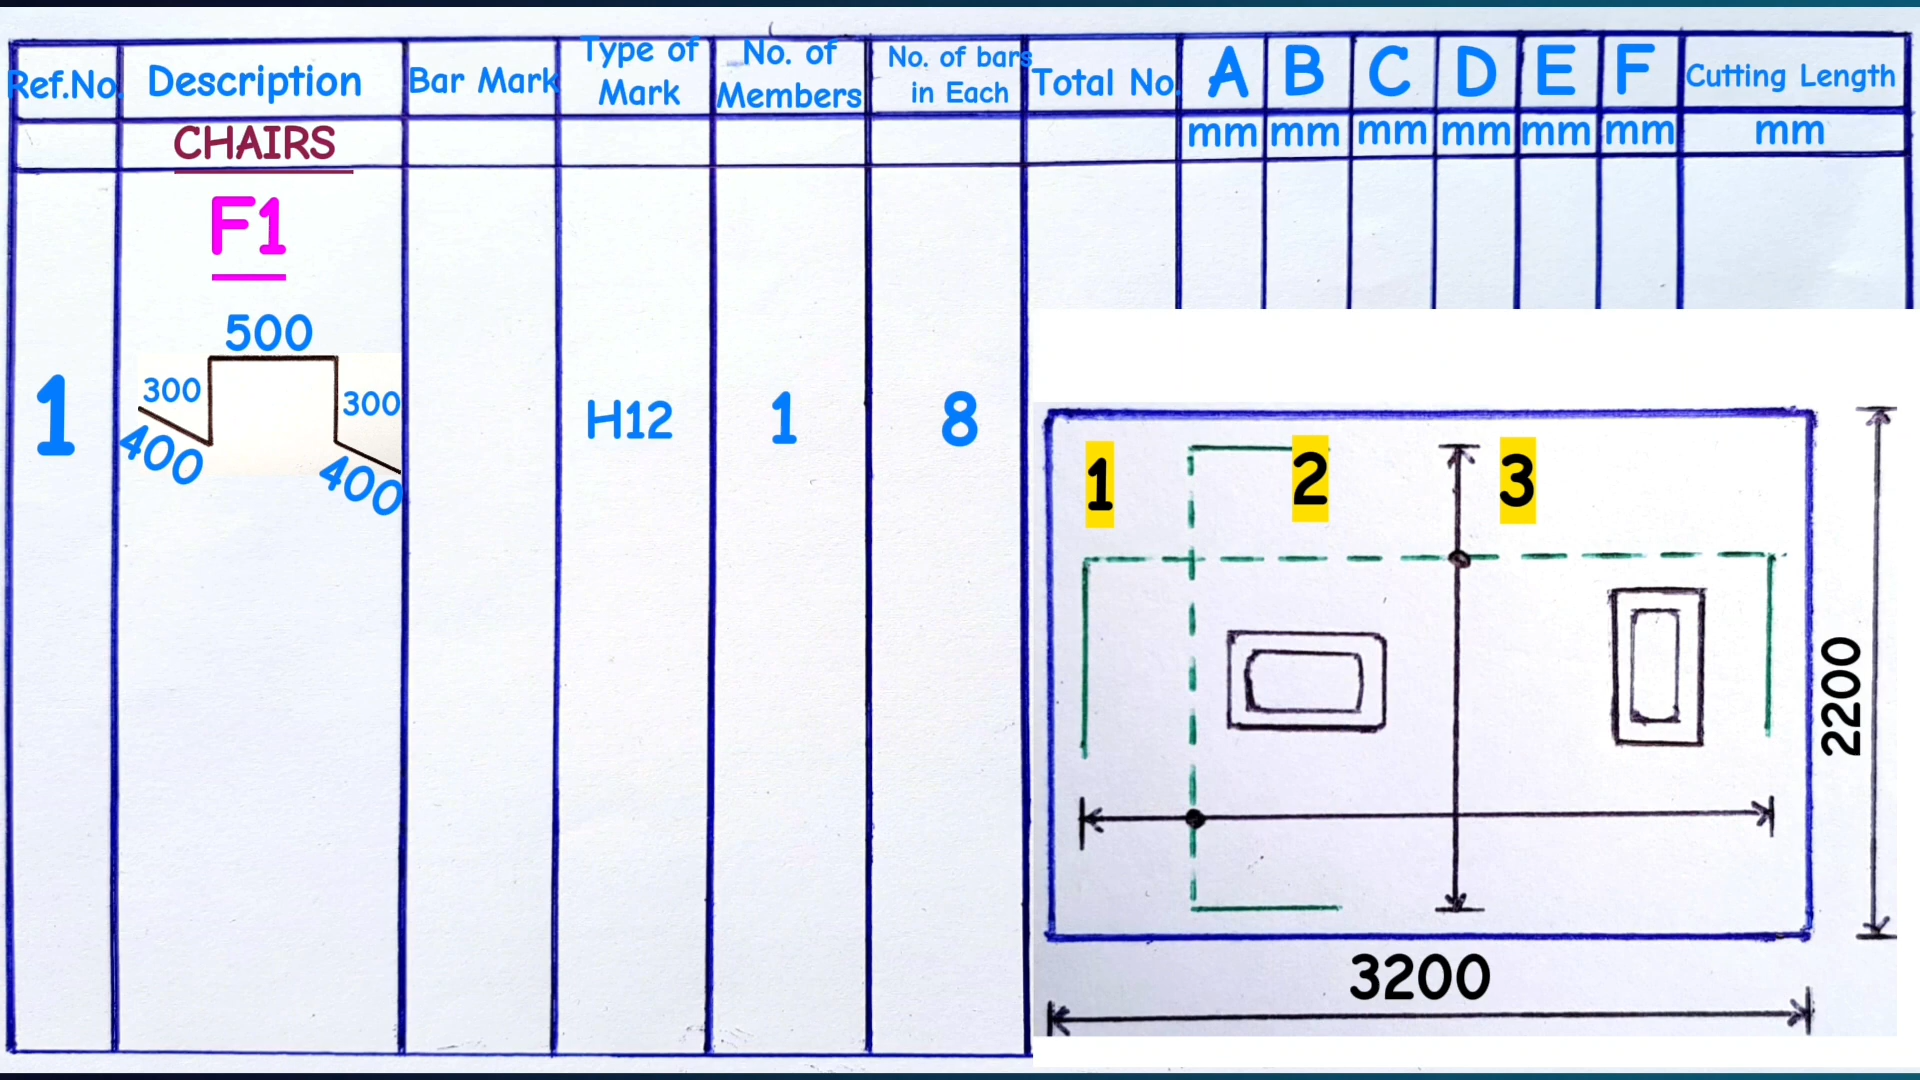 Ref.No.
Description
Bar Mark
Type of
Mark
No. of
Members
No. of bars
in Each
Total No.
A
B
C
D
E
F
Cutting Length
CHAIRS
mm
mm
mm
mm
mm
mm
mm
F1
500
300
300
400
400
1
H12
1
8
1
2
3
2200
3200